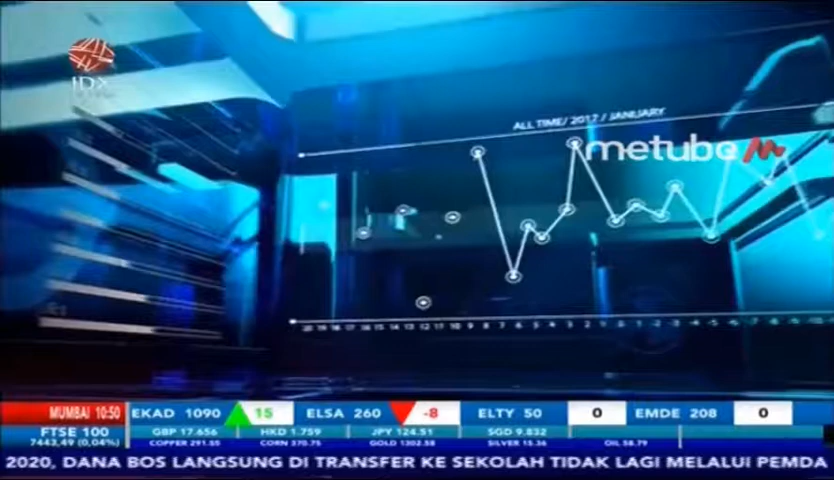 IDX
ALL TIME/ 2017 / JANUARY
metube
MUMBAI 10:50 EKAD 1090 15 ELSA 260 -8 ELTY 50 0 EMDE 208 0
FTSE 100 GBP 17.656 HKD 1.759 JPY 124.51 SGD 9.832
7443,49 (0,04%) COPPER 291.55 CORN 370.75 GOLD 1302.58 SILVER 15.36 OIL 58.79
2020, DANA BOS LANGSUNG DI TRANSFER KE SEKOLAH TIDAK LAGI MELALUI PEMDA